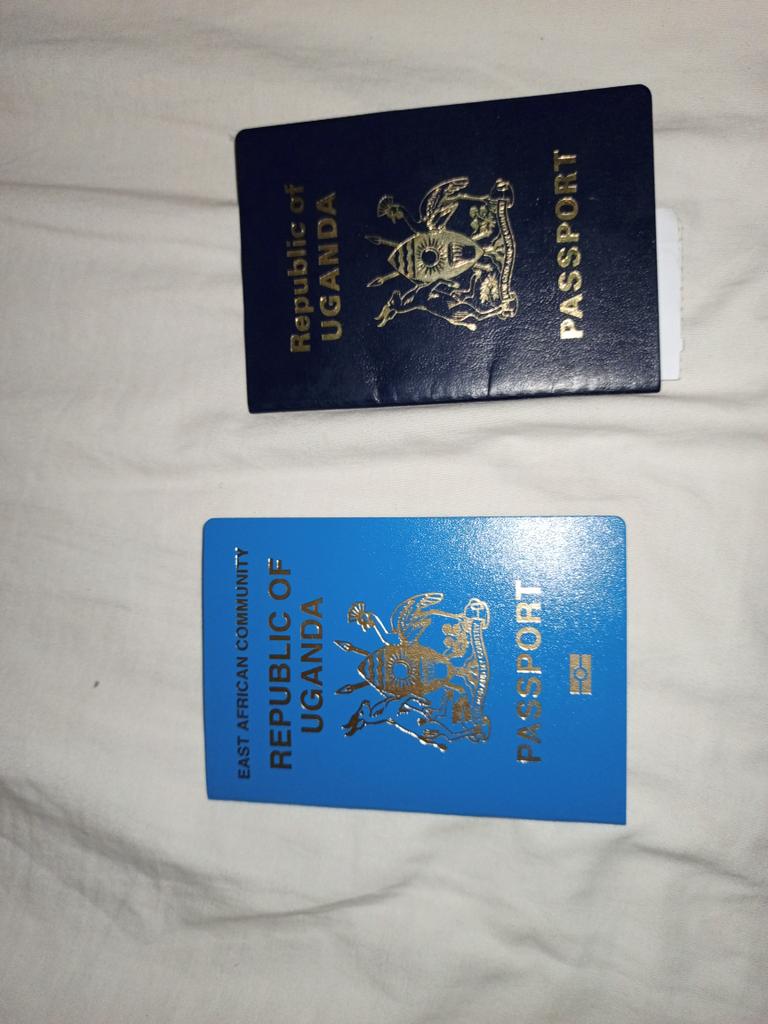 Republic of
UGANDA
PASSPORT
EAST AFRICAN COMMUNITY
REPUBLIC OF
UGANDA
PASSPORT